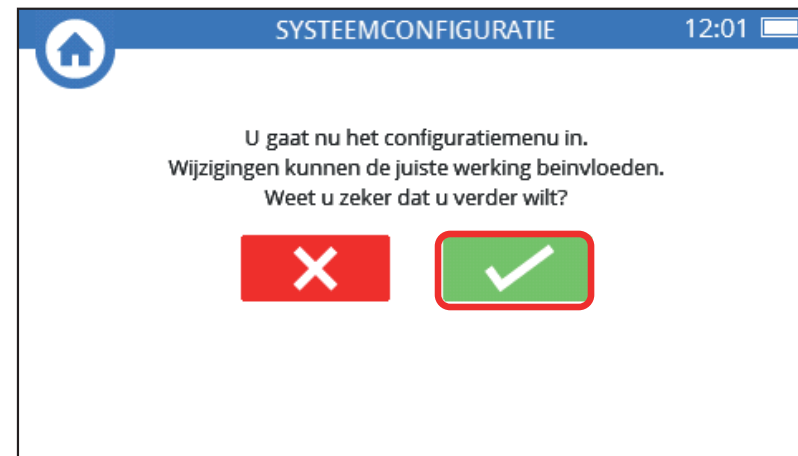 SYSTEEMCONFIGURATIE 12:01
U gaat nu het configuratiemenu in.
Wijzigingen kunnen de juiste werking beinvloeden.
Weet u zeker dat u verder wilt?